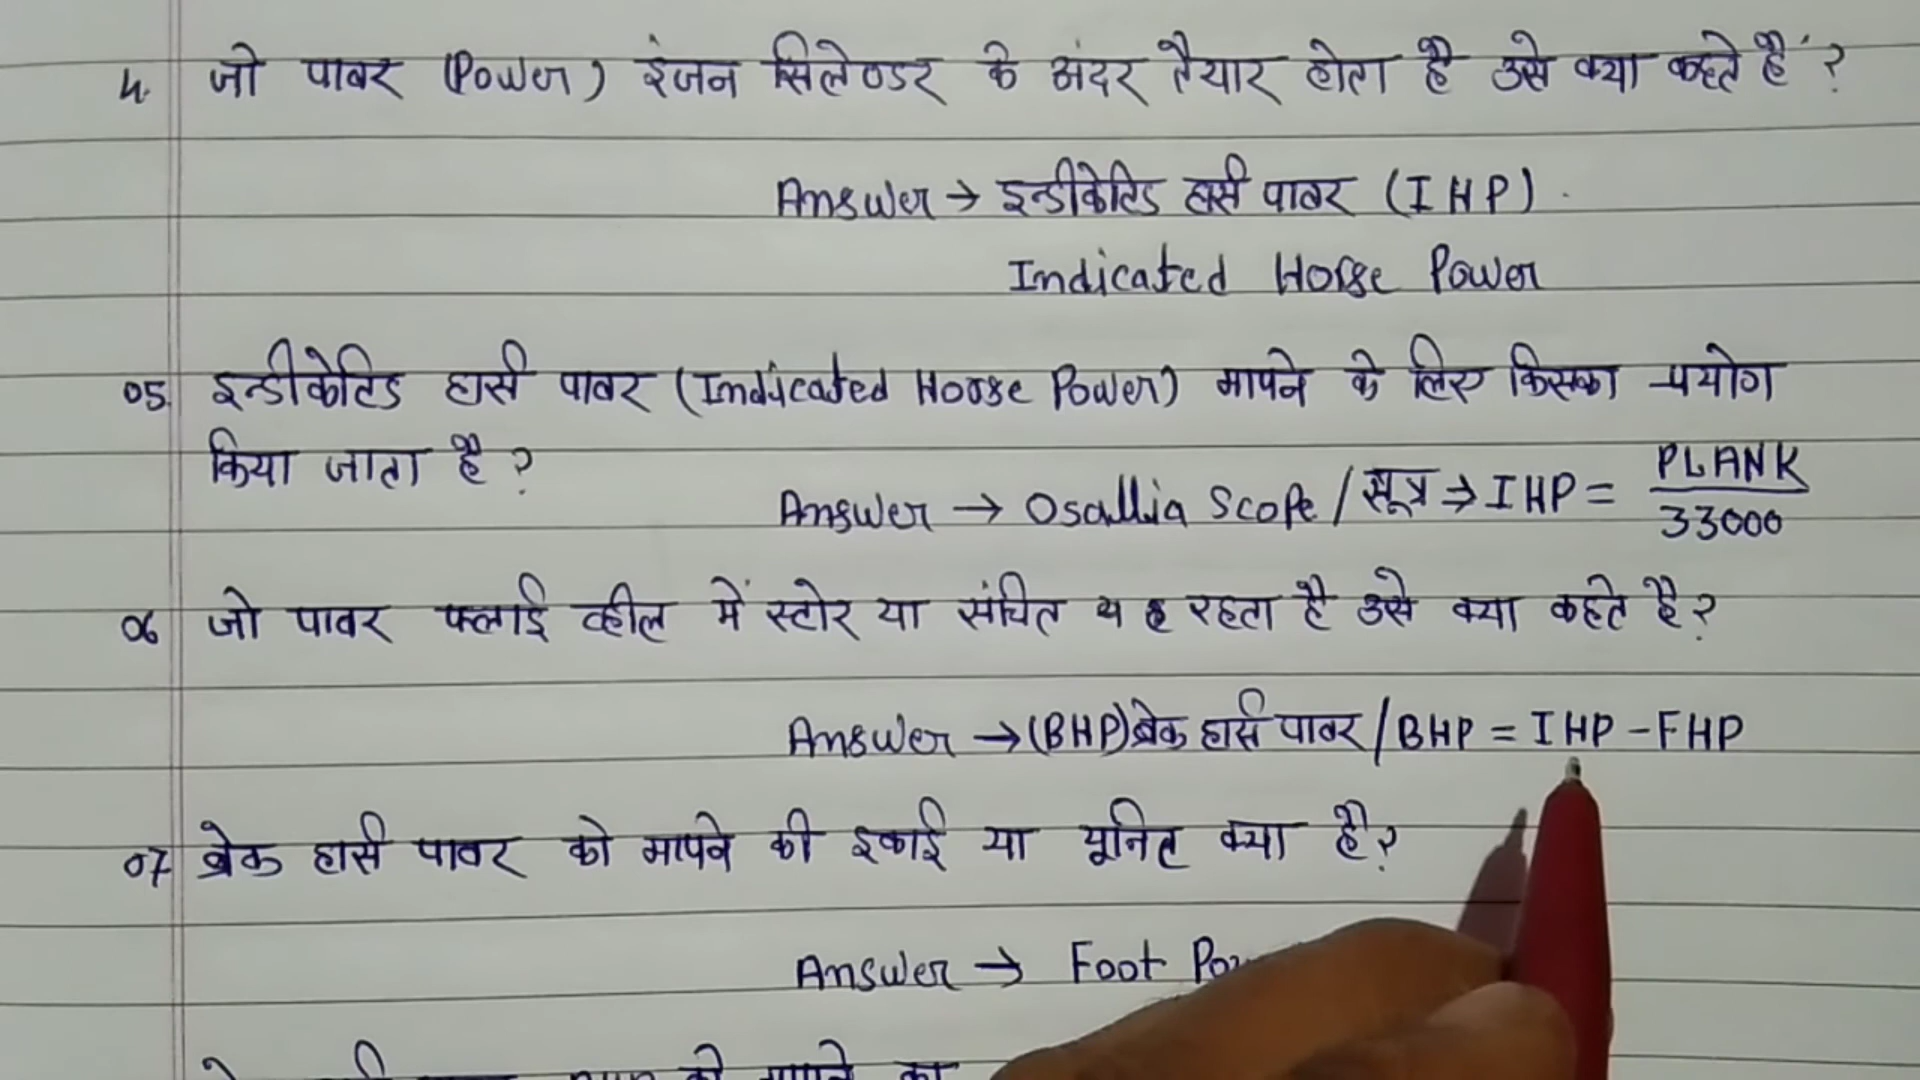 4. जो पावर (Power) इंजन सिलेण्डर के अंदर तैयार होता है उसे क्या कहते हैं ?
Answer → इन्डीकेटिड हार्स पावर (IHP) .
Indicated Horse Power
05. इन्डीकेटिड हार्स पावर (Indicated Horse Power) मापने के लिए किसका प्रयोग
किया जाता है ?
Answer → Osallia Scope / सूत्र → IHP = PLANK / 33000
06 जो पावर फ्लाई व्हील में स्टोर या संचित रहता है उसे क्या कहते है ?
Answer → (BHP) ब्रेक हार्स पावर / BHP = IHP - FHP
07 ब्रेक हार्स पावर को मापने की इकाई या यूनिट क्या है ?
Answer → Foot
को मापने का